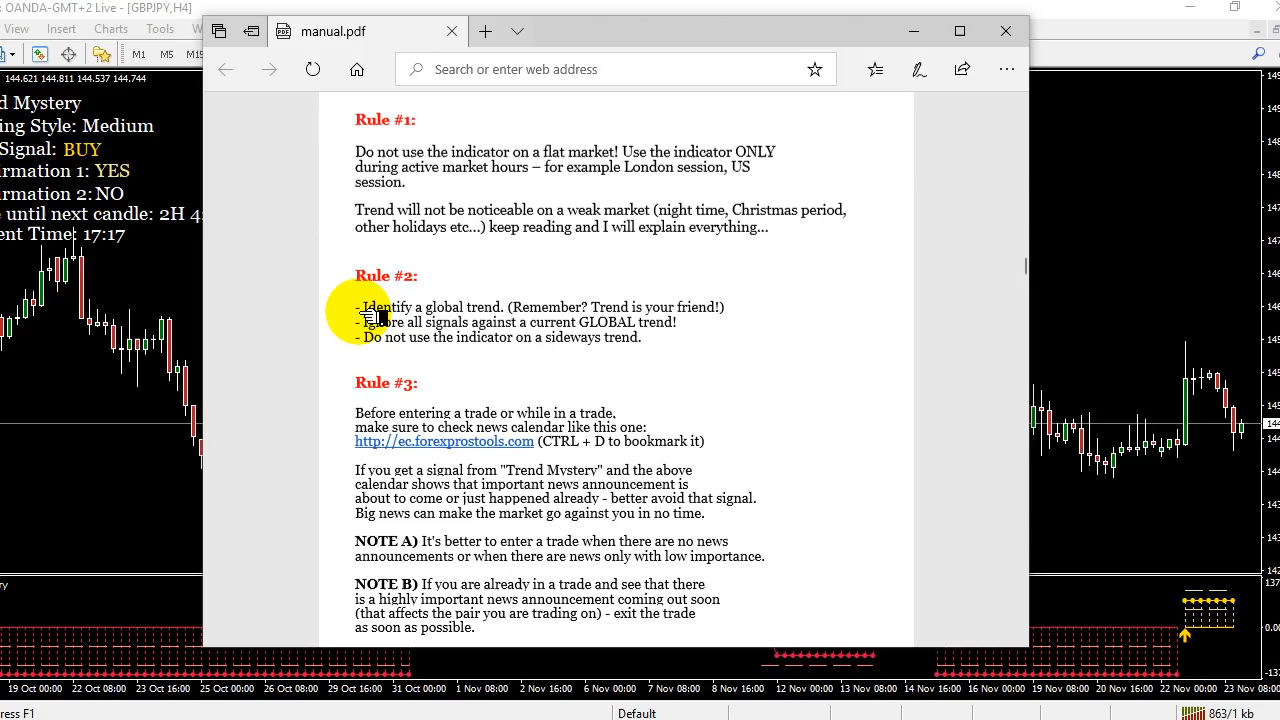 : OANDA-GMT+2 Live - [GBPJPY,H4]
View Insert Charts Tools
M1 M5 M15
manual.pdf
Search or enter web address
144.621 144.811 144.537 144.744
d Mystery
ing Style: Medium
Signal: BUY
rmation 1: YES
rmation 2: NO
e until next candle: 2H 4
ent Time: 17:17
Rule #1:
Do not use the indicator on a flat market! Use the indicator ONLY
during active market hours – for example London session, US
session.
Trend will not be noticeable on a weak market (night time, Christmas period,
other holidays etc...) keep reading and I will explain everything...
Rule #2:
- Identify a global trend. (Remember? Trend is your friend!)
- Ignore all signals against a current GLOBAL trend!
- Do not use the indicator on a sideways trend.
Rule #3:
Before entering a trade or while in a trade,
make sure to check news calendar like this one:
http://ec.forexprostools.com (CTRL + D to bookmark it)
If you get a signal from "Trend Mystery" and the above
calendar shows that important news announcement is
about to come or just happened already - better avoid that signal.
Big news can make the market go against you in no time.
NOTE A) It's better to enter a trade when there are no news
announcements or when there are news only with low importance.
NOTE B) If you are already in a trade and see that there
is a highly important news announcement coming out soon
(that affects the pair you are trading on) - exit the trade
as soon as possible.
ry
137
0.00
-137
19 Oct 00:00 22 Oct 08:00 23 Oct 16:00 25 Oct 00:00 26 Oct 08:00 29 Oct 16:00 31 Oct 00:00 1 Nov 08:00 2 Nov 16:00 6 Nov 00:00 7 Nov 08:00 8 Nov 16:00 12 Nov 00:00 13 Nov 08:00 14 Nov 16:00 16 Nov 00:00 19 Nov 08:00 20 Nov 16:00 22 Nov 00:00 23 Nov 08:00
ress F1
Default
863/1 kb